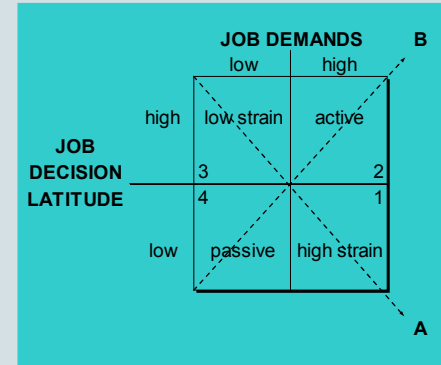 JOB DEMANDS
B
low
high
high
low strain
active
JOB
DECISION
LATITUDE
3
2
4
1
low
passive
high strain
A